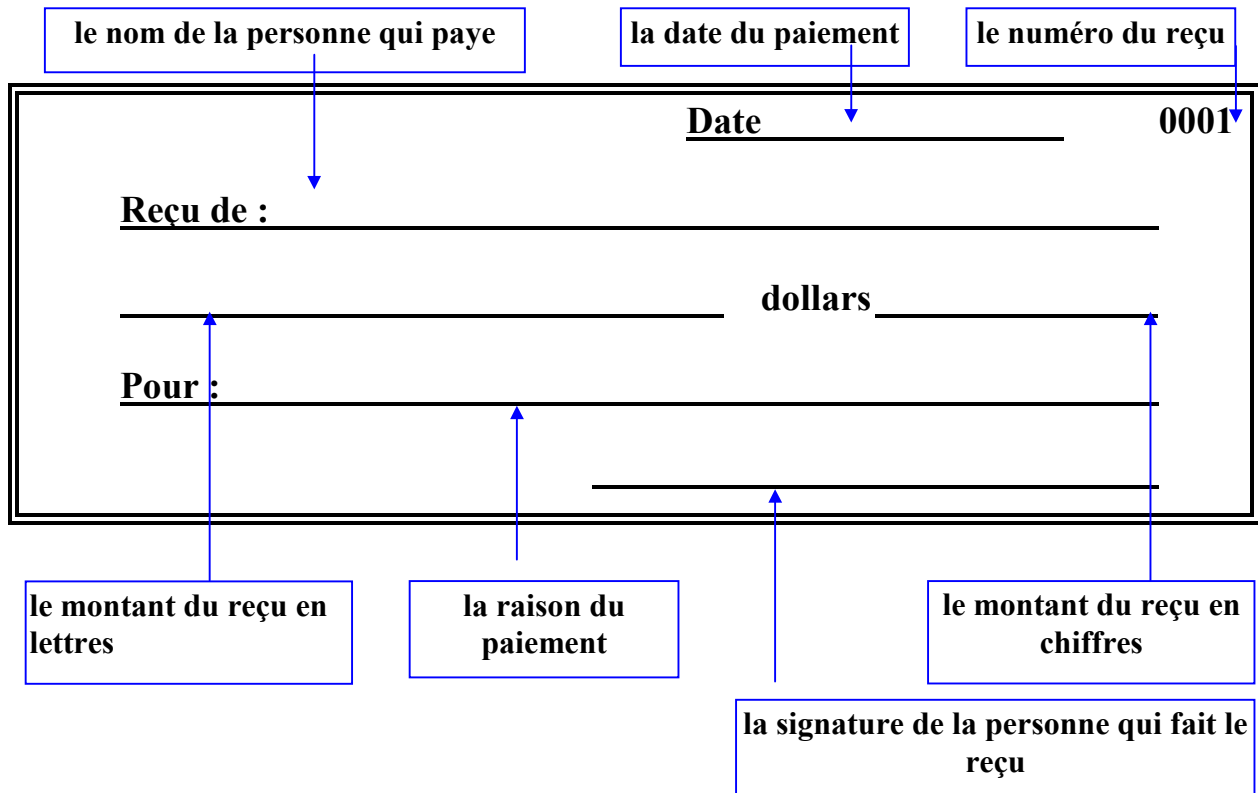 le nom de la personne qui paye
la date du paiement
le numéro du reçu
Date 0001
Reçu de :
dollars
Pour :
le montant du reçu en
lettres
la raison du
paiement
le montant du reçu en
chiffres
la signature de la personne qui fait le
reçu